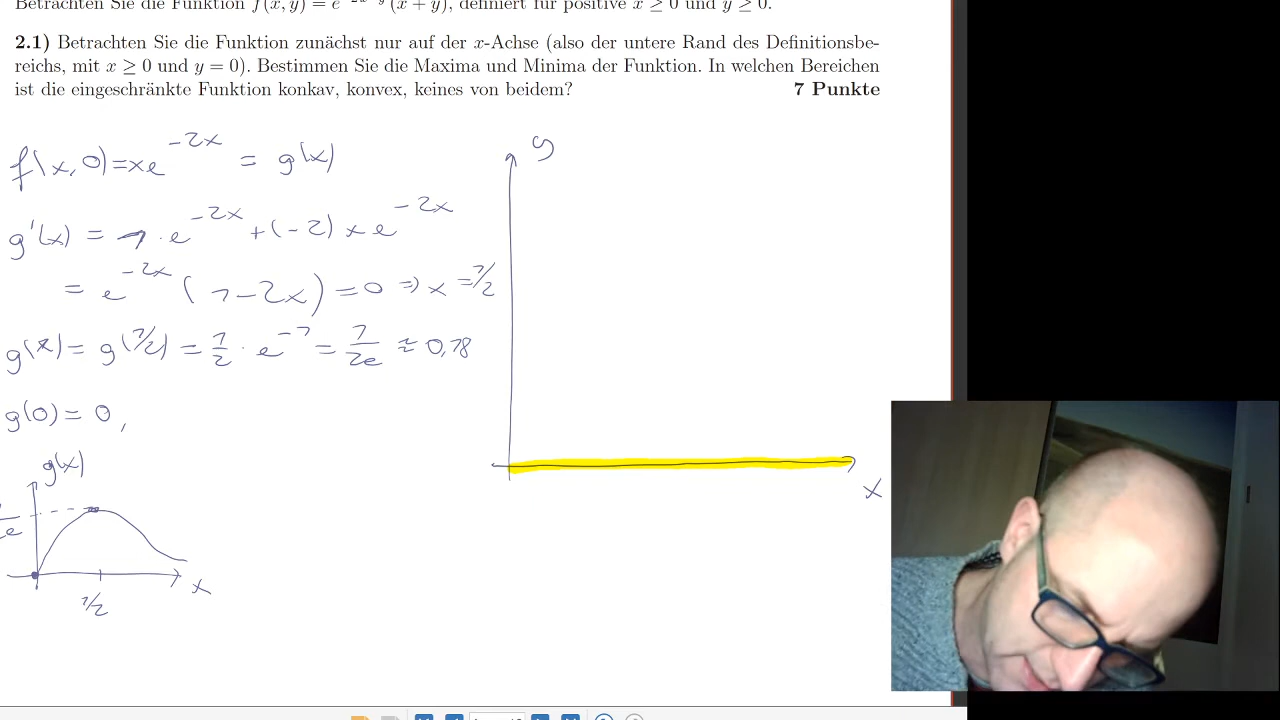 Betrachten Sie die Funktion f(x, y) = e^{-2x-y}(x + y), definiert für positive x ≥ 0 und y ≥ 0.
2.1) Betrachten Sie die Funktion zunächst nur auf der x-Achse (also der untere Rand des Definitionsbe-
reichs, mit x ≥ 0 und y = 0). Bestimmen Sie die Maxima und Minima der Funktion. In welchen Bereichen
ist die eingeschränkte Funktion konkav, konvex, keines von beidem? 7 Punkte
f(x,0)=xe^{-2x} = g(x)
g'(x) = 1·e^{-2x} + (-2) x e^{-2x}
= e^{-2x} (1-2x) = 0 ⇒ x = 1/2
g(x) = g(1/2) = 1/2 · e^{-1} = 1/2e ≈ 0,18
g(0) = 0,
g(x)
e
x
1/2
y
x